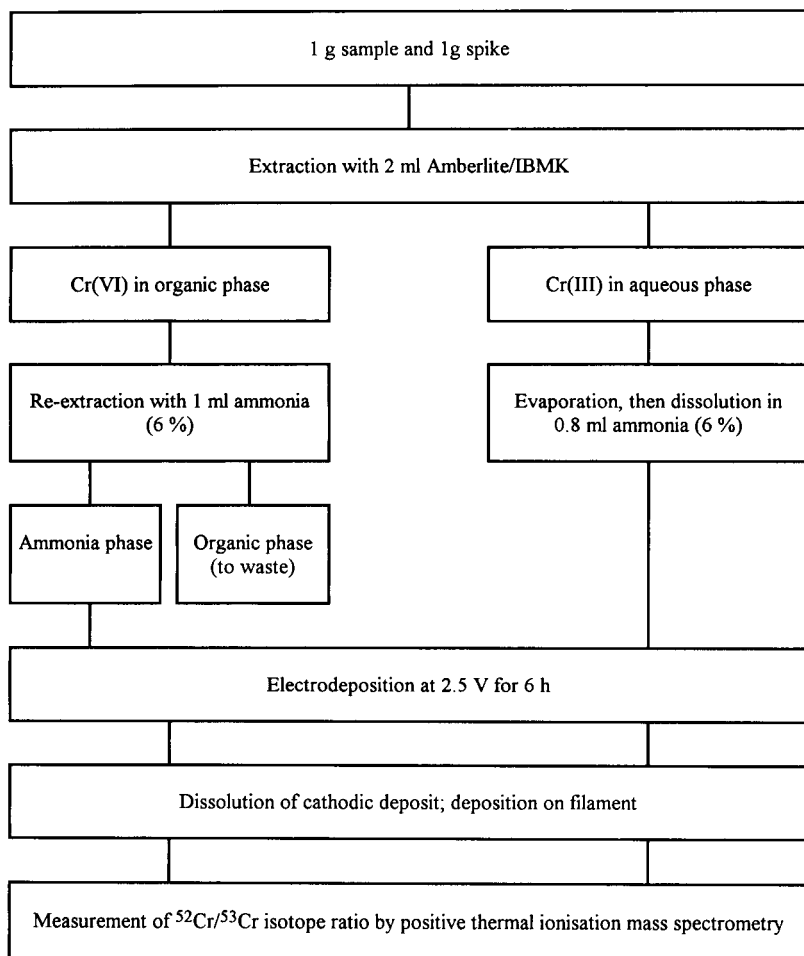 1 g sample and 1g spike
Extraction with 2 ml Amberlite/IBMK
Cr(VI) in organic phase
Cr(III) in aqueous phase
Re-extraction with 1 ml ammonia
(6 %)
Evaporation, then dissolution in
0.8 ml ammonia (6 %)
Ammonia phase
Organic phase
(to waste)
Electrodeposition at 2.5 V for 6 h
Dissolution of cathodic deposit; deposition on filament
Measurement of ⁵²Cr/⁵³Cr isotope ratio by positive thermal ionisation mass spectrometry